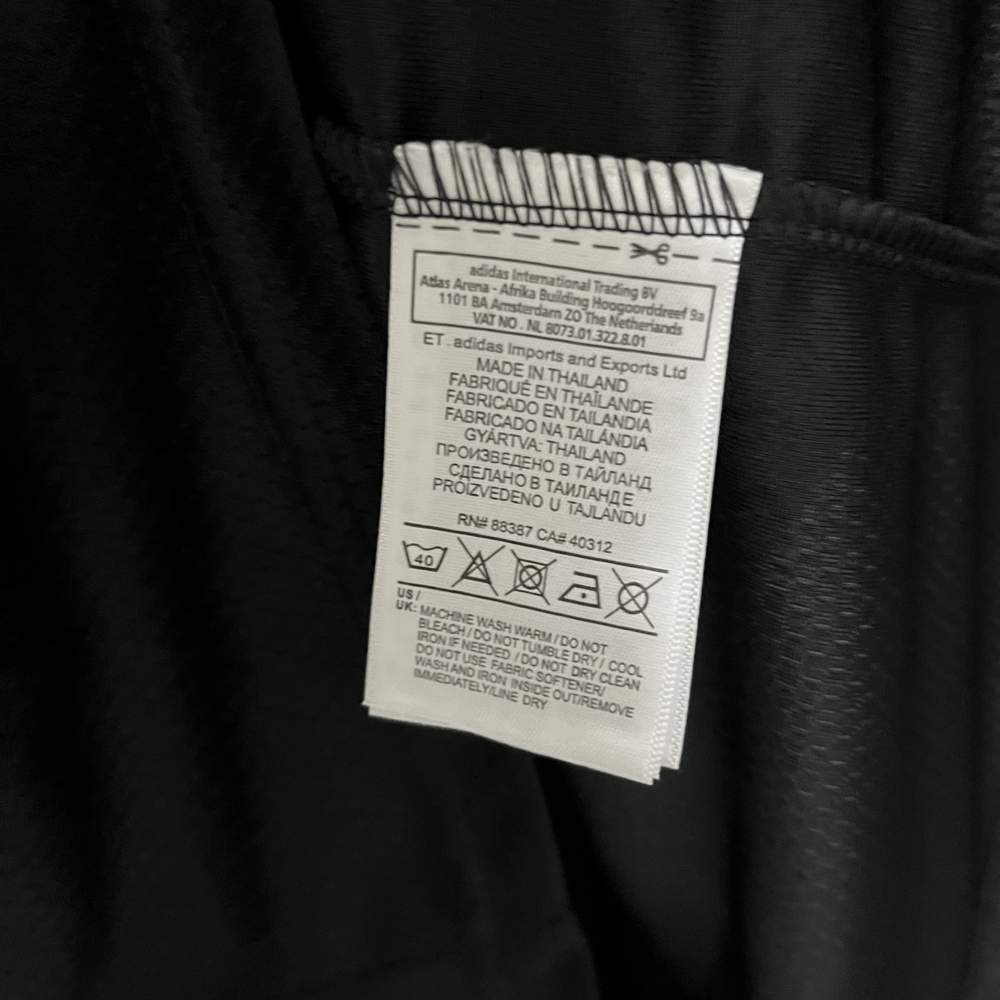 adidas International Trading BV
Atlas Arena - Afrika Building Hoogoorddreef 9a
1101 BA Amsterdam ZO The Netherlands
VAT NO . NL 8073.01.322.8.01
ET . adidas Imports and Exports Ltd
MADE IN THAILAND
FABRIQUÉ EN THAÏLANDE
FABRICADO EN TAILANDIA
FABRICADO NA TAILÂNDIA
GYÁRTVA: THAILAND
ПРОИЗВЕДЕНО В ТАЙЛАНД
СДЕЛАНО В ТАИЛАНДЕ
PROIZVEDENO U TAJLANDU
RN# 88387 CA# 40312
40
US /
UK: MACHINE WASH WARM / DO NOT
BLEACH / DO NOT TUMBLE DRY / COOL
IRON IF NEEDED / DO NOT DRY CLEAN
DO NOT USE FABRIC SOFTENER/
WASH AND IRON INSIDE OUT/REMOVE
IMMEDIATELY/LINE DRY